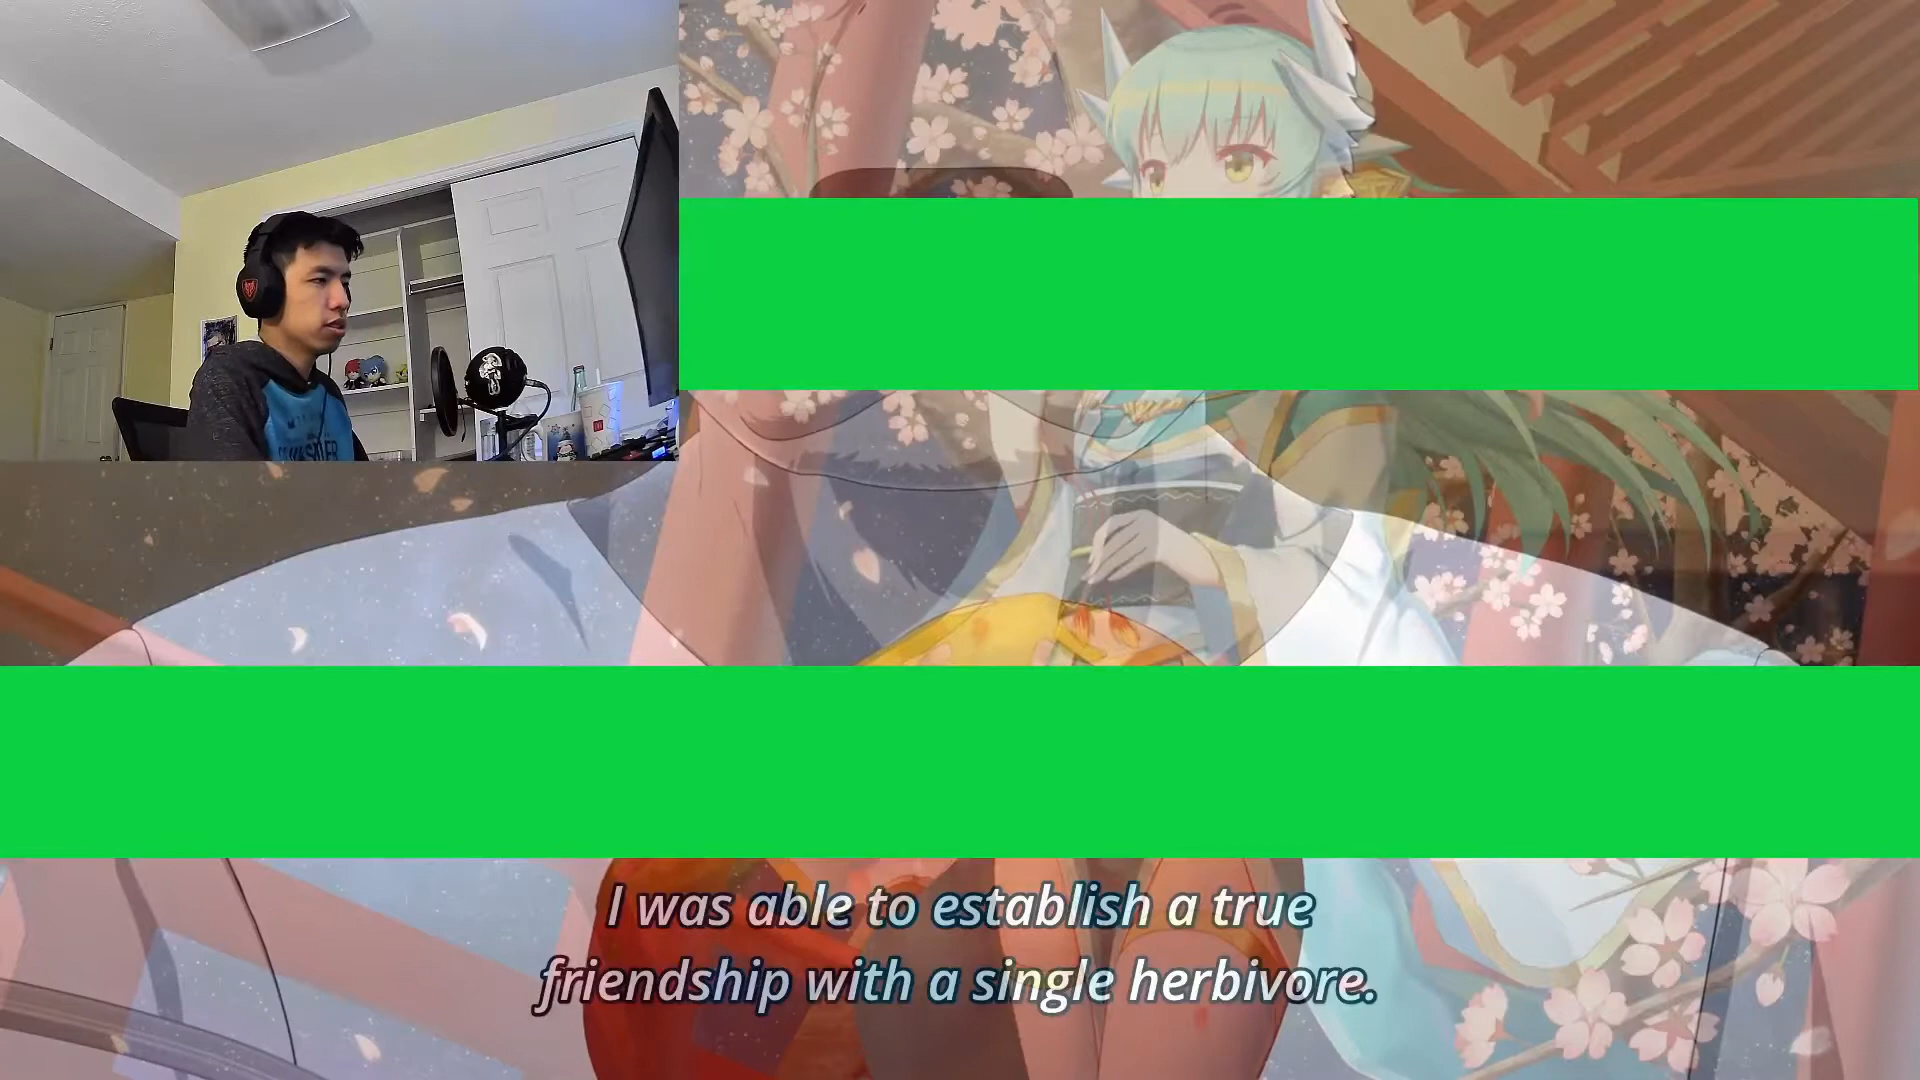 I was able to establish a true
friendship with a single herbivore.